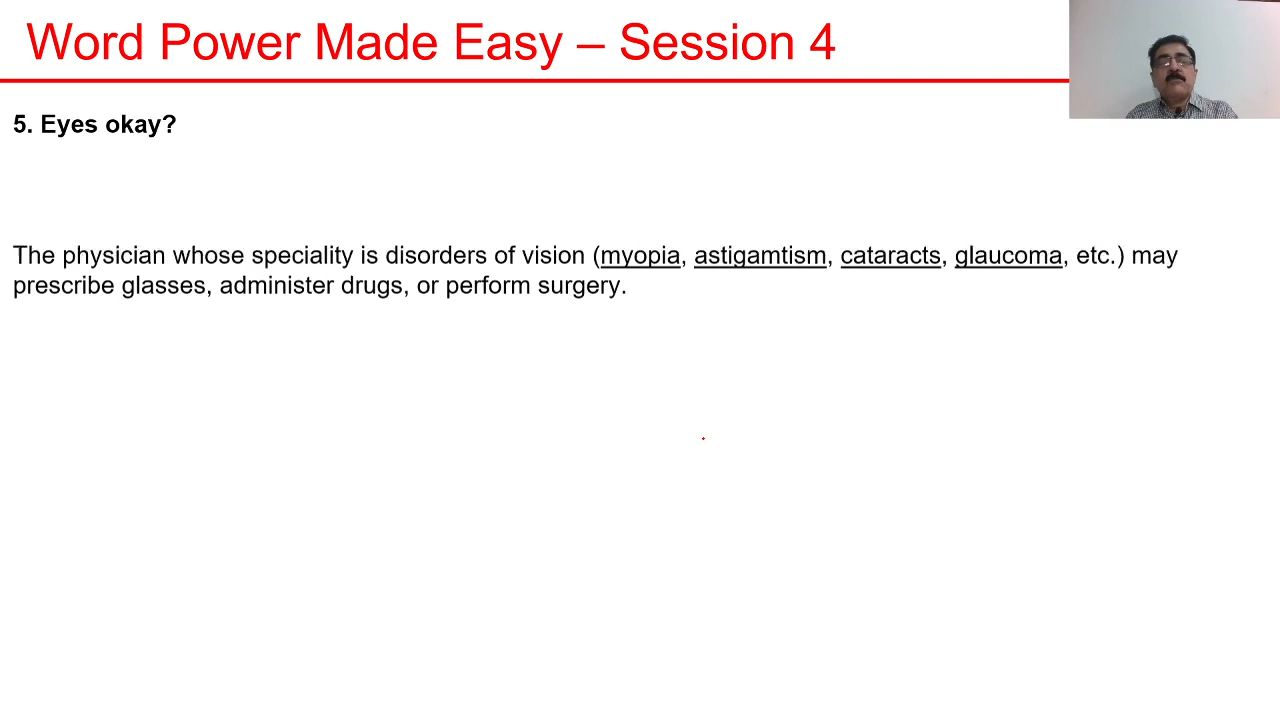 Word Power Made Easy – Session 4
5. Eyes okay?
The physician whose speciality is disorders of vision (myopia, astigamtism, cataracts, glaucoma, etc.) may
prescribe glasses, administer drugs, or perform surgery.